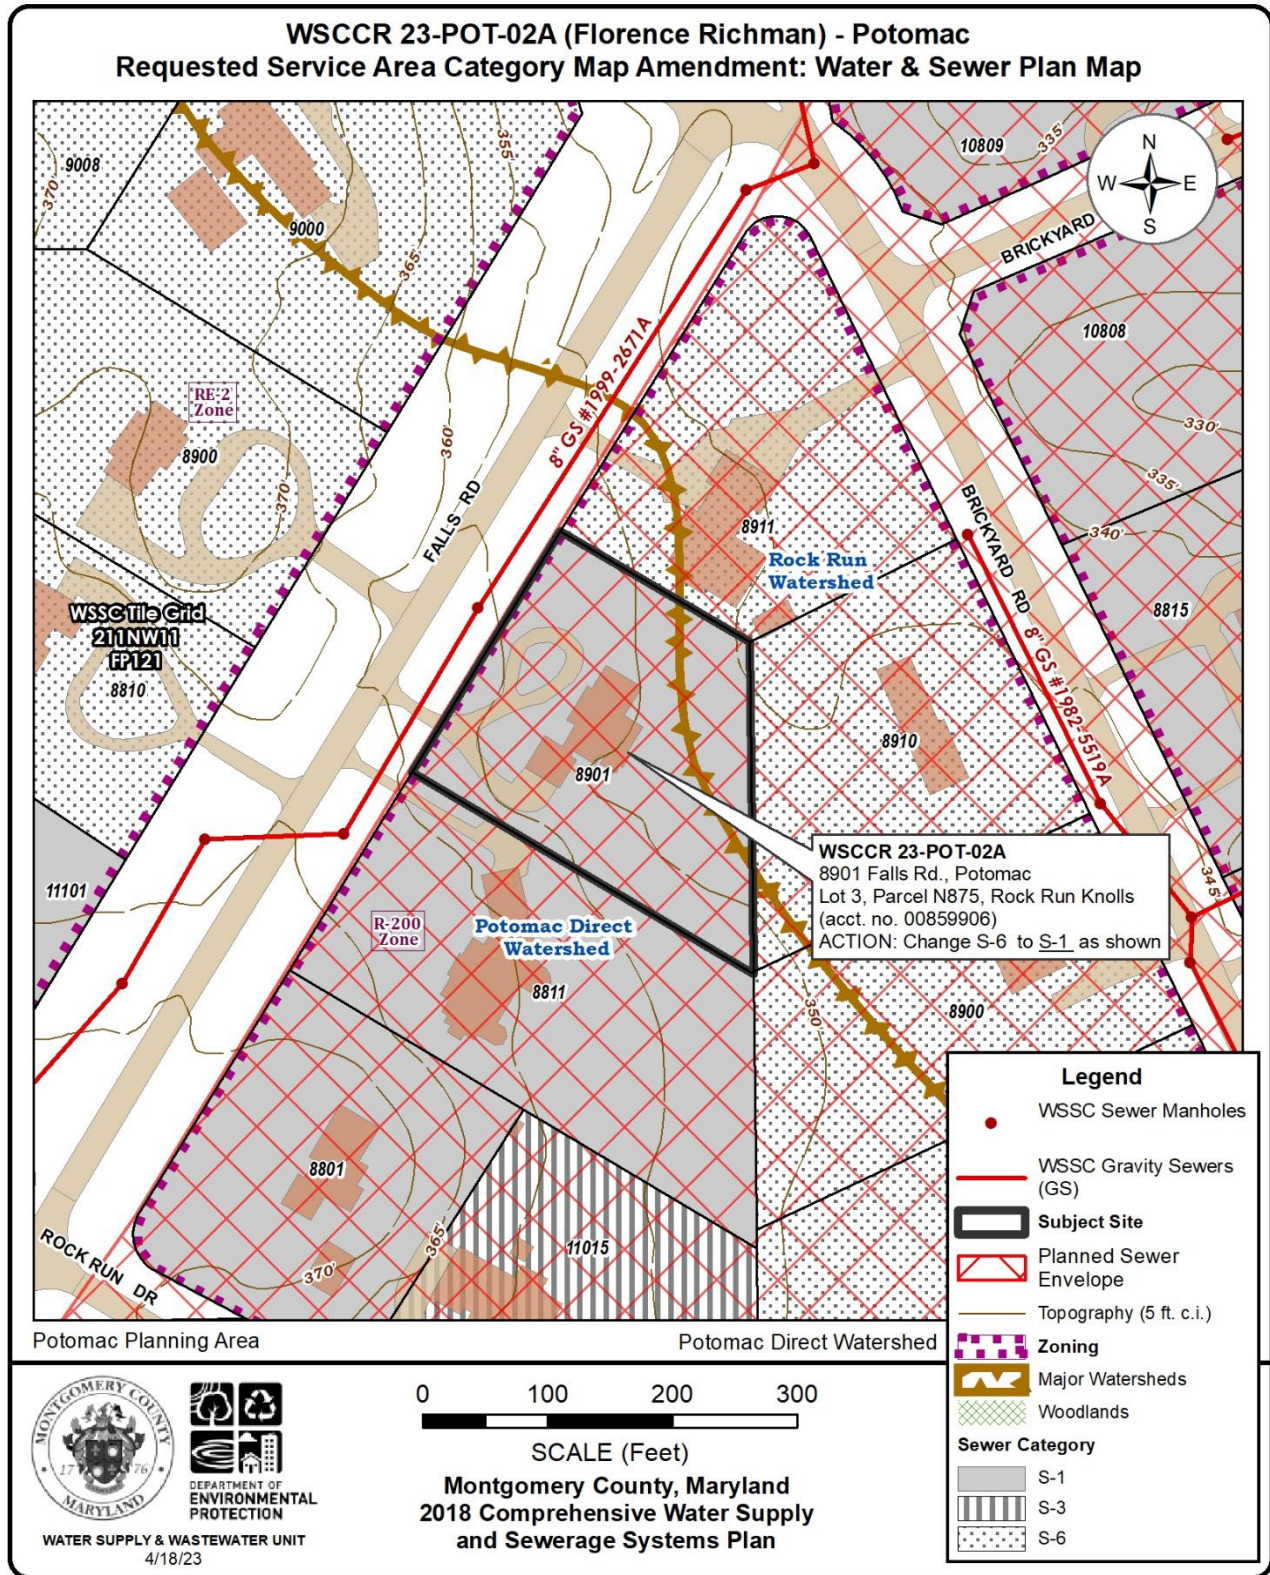 WSCCR 23-POT-02A (Florence Richman) - Potomac
Requested Service Area Category Map Amendment: Water & Sewer Plan Map
9008
370'
9000
355'
365'
10809
335'
N
W E
S
BRICKYARD
8" GS #1999-2671A
10808
RE-2
Zone
8900
360'
370'
FALLS RD
330'
335'
340'
8911
BRICKYARD RD
Rock Run
Watershed
8815
WSSC Tile Grid
211NW11
FP121
8810
8" GS #1982-5519A
8910
8901
WSCCR 23-POT-02A
8901 Falls Rd., Potomac
Lot 3, Parcel N875, Rock Run Knolls
(acct. no. 00859906)
ACTION: Change S-6 to S-1 as shown
345'
11101
R-200
Zone
Potomac Direct
Watershed
8811
350'
8900
8801
365'
370'
11015
ROCK RUN DR
Legend
WSSC Sewer Manholes
WSSC Gravity Sewers
(GS)
Subject Site
Planned Sewer
Envelope
Topography (5 ft. c.i.)
Zoning
Major Watersheds
Woodlands
Sewer Category
S-1
S-3
S-6
Potomac Planning Area
Potomac Direct Watershed
MONTGOMERY COUNTY
17 76
MARYLAND
DEPARTMENT OF
ENVIRONMENTAL
PROTECTION
WATER SUPPLY & WASTEWATER UNIT
4/18/23
0 100 200 300
SCALE (Feet)
Montgomery County, Maryland
2018 Comprehensive Water Supply
and Sewerage Systems Plan